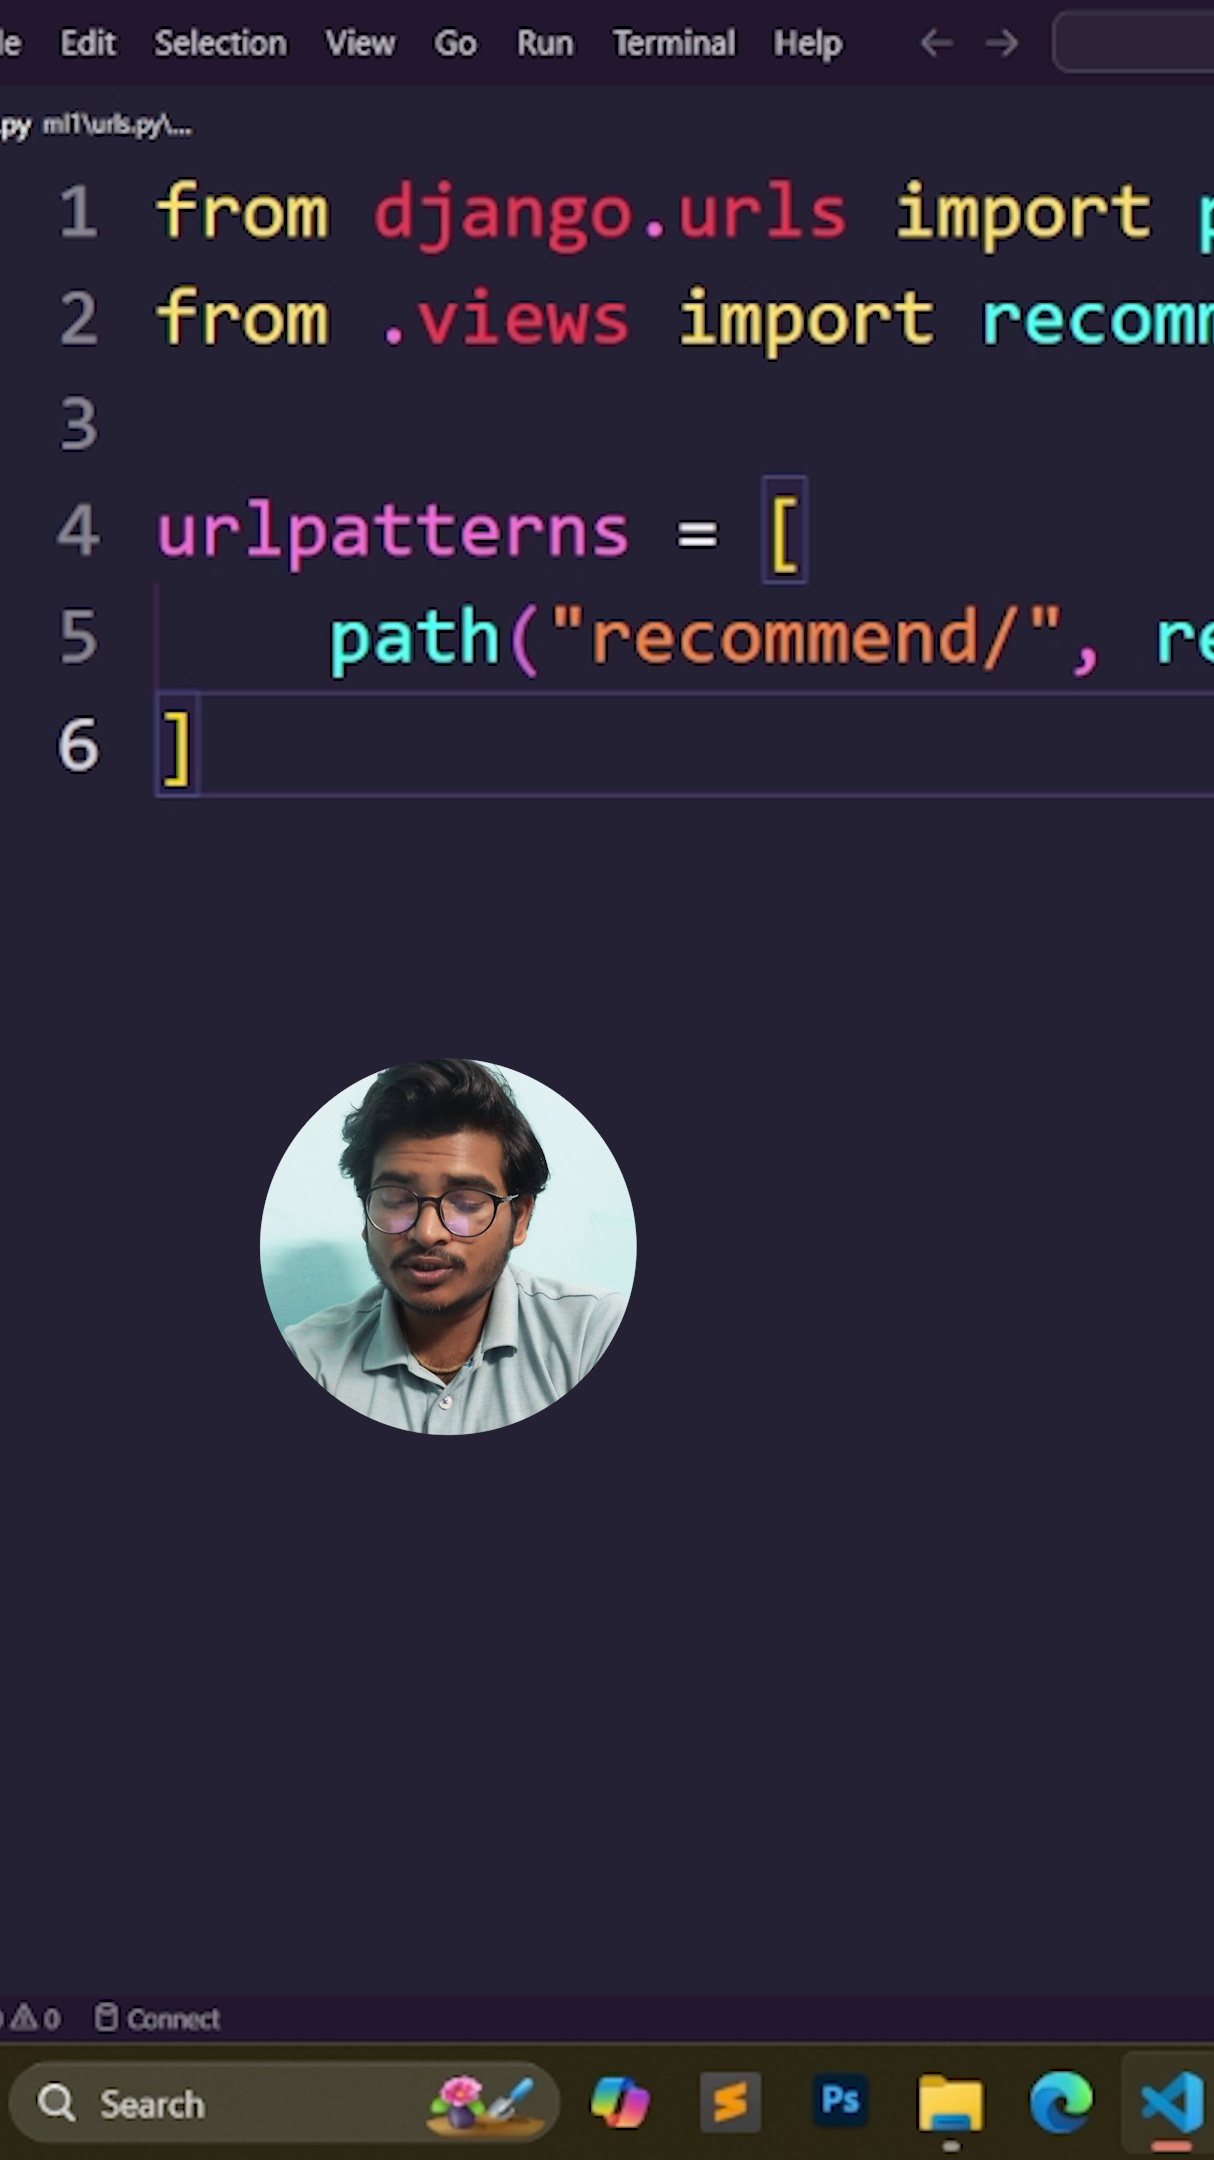 Edit Selection View Go Run Terminal Help
.py ml1\urls.py\...
1 from django.urls import p
2 from .views import recomm
3
4 urlpatterns = [
5 path("recommend/", re
6 ]
0 Connect
Search Ps